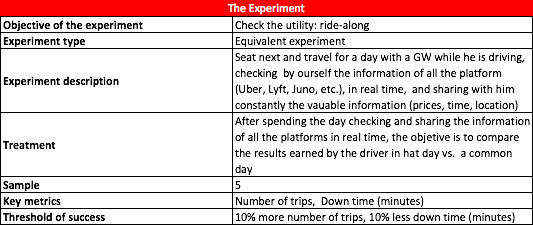 The Experiment
Objective of the experiment Check the utility: ride-along
Experiment type Equivalent experiment
Experiment description Seat next and travel for a day with a GW while he is driving,
checking by ourself the information of all the platform
(Uber, Lyft, Juno, etc.), in real time, and sharing with him
constantly the vauable information (prices, time, location)
Treatment After spending the day checking and sharing the information
of all the platforms in real time, the objetive is to compare
the results earned by the driver in hat day vs. a common
day
Sample 5
Key metrics Number of trips, Down time (minutes)
Threshold of success 10% more number of trips, 10% less down time (minutes)